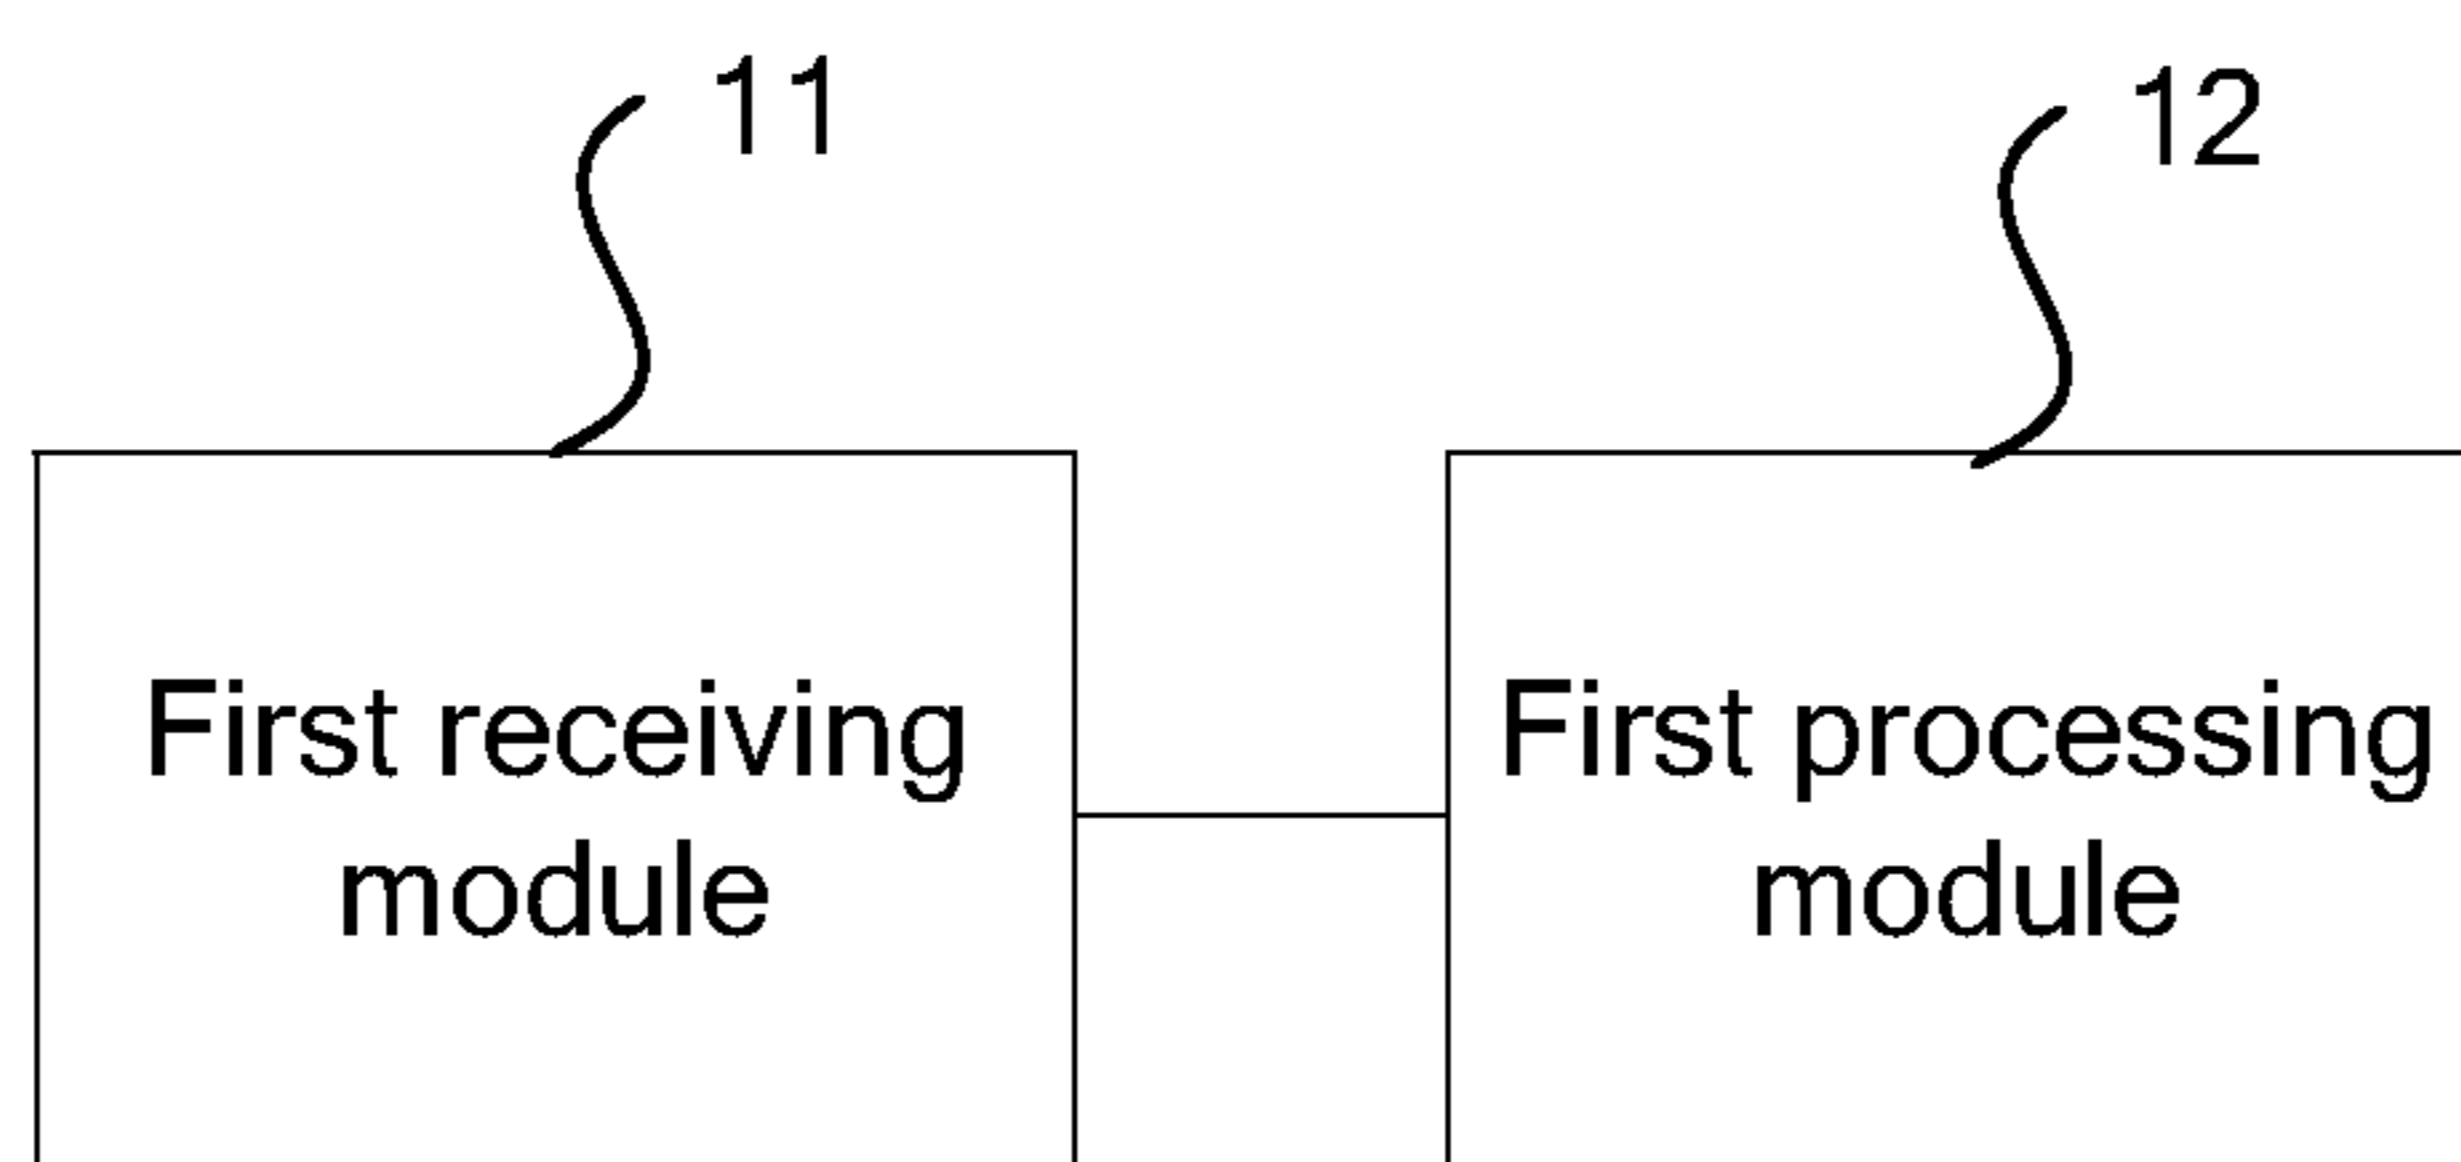 11
12
First receiving
module
First processing
module